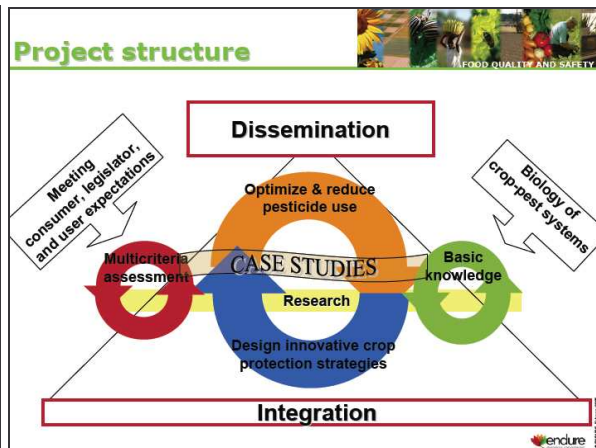 Project structure
FOOD QUALITY AND SAFETY
Dissemination
Meeting
consumer, legislator,
and user expectations
Optimize & reduce
pesticide use
Biology of
crop-pest systems
Multicriteria
assessment
CASE STUDIES
Basic
knowledge
Research
Design innovative crop
protection strategies
Integration
endure